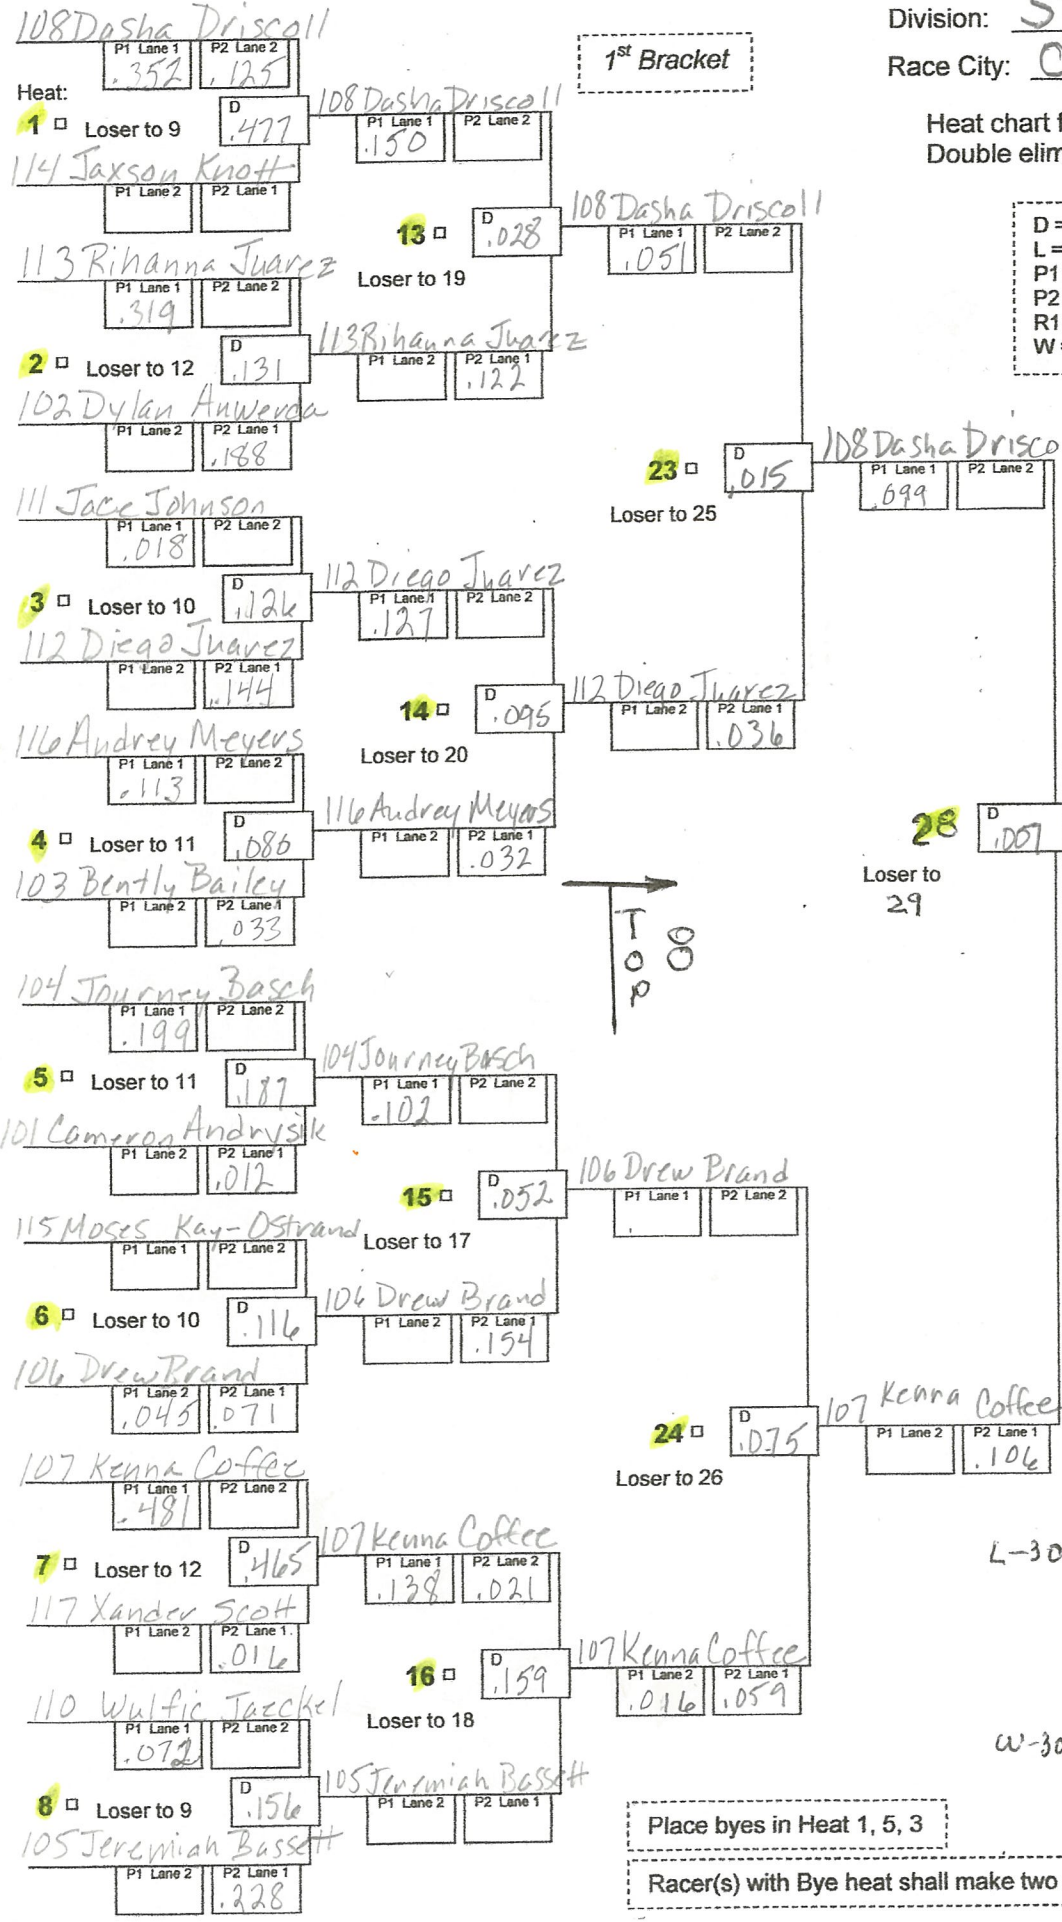 108 Dasha Driscoll
P1 Lane 1 P2 Lane 2
.352 .125
Heat:
1 Loser to 9
D
.477
114 Jaxson Knott
P1 Lane 2 P2 Lane 1
113 Rihanna Juarez
P1 Lane 1 P2 Lane 2
.319
2 Loser to 12
D
.131
102 Dylan Anwerda
P1 Lane 2 P2 Lane 1
.188
111 Jace Johnson
P1 Lane 1 P2 Lane 2
.018
3 Loser to 10
D
.126
112 Diego Juarez
P1 Lane 2 P2 Lane 1
.144
116 Audrey Meyers
P1 Lane 1 P2 Lane 2
.113
4 Loser to 11
D
.080
103 Bently Bailey
P1 Lane 2 P2 Lane 1
.033
104 Journey Basch
P1 Lane 1 P2 Lane 2
.199
5 Loser to 11
D
.187
101 Cameron Andrysik
P1 Lane 2 P2 Lane 1
.012
115 Moses Kay-Ostrand
P1 Lane 1 P2 Lane 2
6 Loser to 10
D
.116
106 Drew Brand
P1 Lane 2 P2 Lane 1
.045 .071
107 Kenna Coffee
P1 Lane 1 P2 Lane 2
.481
7 Loser to 12
D
.465
117 Xander Scott
P1 Lane 2 P2 Lane 1
.016
110 Wulfic Jaeckel
P1 Lane 1 P2 Lane 2
.072
8 Loser to 9
D
.156
105 Jeremiah Bassett
P1 Lane 2 P2 Lane 1
.228
108 Dasha Driscoll
P1 Lane 1 P2 Lane 2
.150
13
D
.028
Loser to 19
113 Rihanna Juarez
P1 Lane 2 P2 Lane 1
.122
112 Diego Juarez
P1 Lane 1 P2 Lane 2
.127
14
D
.095
Loser to 20
116 Audrey Meyers
P1 Lane 2 P2 Lane 1
.032
104 Journey Basch
P1 Lane 1 P2 Lane 2
.102
15
D
.052
Loser to 17
106 Drew Brand
P1 Lane 2 P2 Lane 1
.154
107 Kenna Coffee
P1 Lane 1 P2 Lane 2
.138 .021
16
D
.159
Loser to 18
105 Jeremiah Bassett
P1 Lane 2 P2 Lane 1
1st Bracket
108 Dasha Driscoll
P1 Lane 1 P2 Lane 2
.051
23
D
.015
Loser to 25
112 Diego Juarez
P1 Lane 2 P2 Lane 1
.036
Top
106 Drew Brand
P1 Lane 1 P2 Lane 2
24
D
.075
Loser to 26
107 Kenna Coffee
P1 Lane 2 P2 Lane 1
.016 .059
Division: S
Race City:
Heat chart f
Double elim
D =
L =
P1
P2
R1
W =
108 Dasha Drisco
P1 Lane 1 P2 Lane 2
.099
28
D
.007
Loser to
29
107 Kenna Coffee
P1 Lane 2 P2 Lane 1
.106
L-30
W-30
Place byes in Heat 1, 5, 3
Racer(s) with Bye heat shall make two